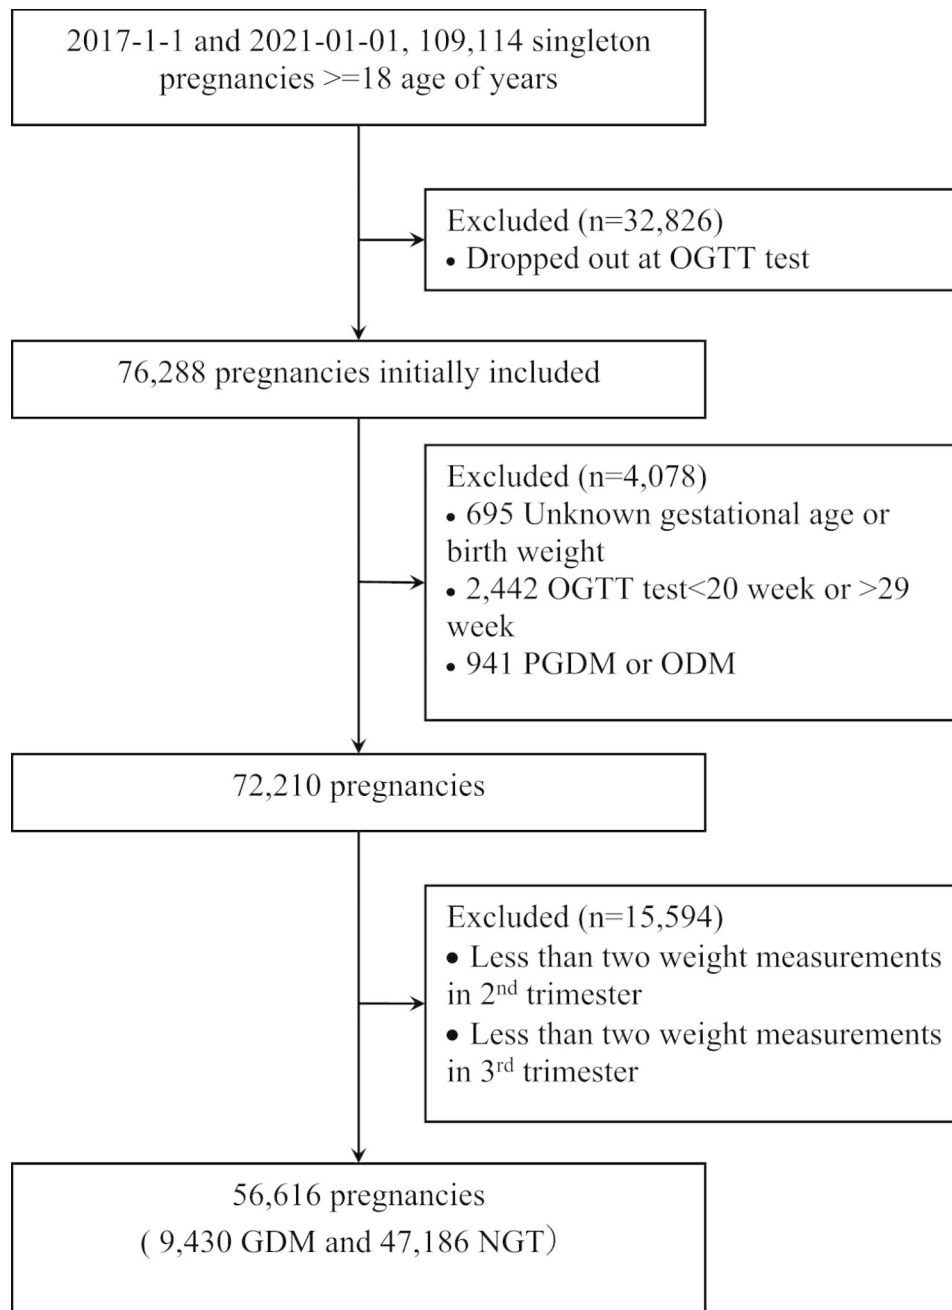 2017-1-1 and 2021-01-01, 109,114 singleton
pregnancies >=18 age of years
Excluded (n=32,826)
• Dropped out at OGTT test
76,288 pregnancies initially included
Excluded (n=4,078)
• 695 Unknown gestational age or
birth weight
• 2,442 OGTT test<20 week or >29
week
• 941 PGDM or ODM
72,210 pregnancies
Excluded (n=15,594)
• Less than two weight measurements
in 2nd trimester
• Less than two weight measurements
in 3rd trimester
56,616 pregnancies
( 9,430 GDM and 47,186 NGT）